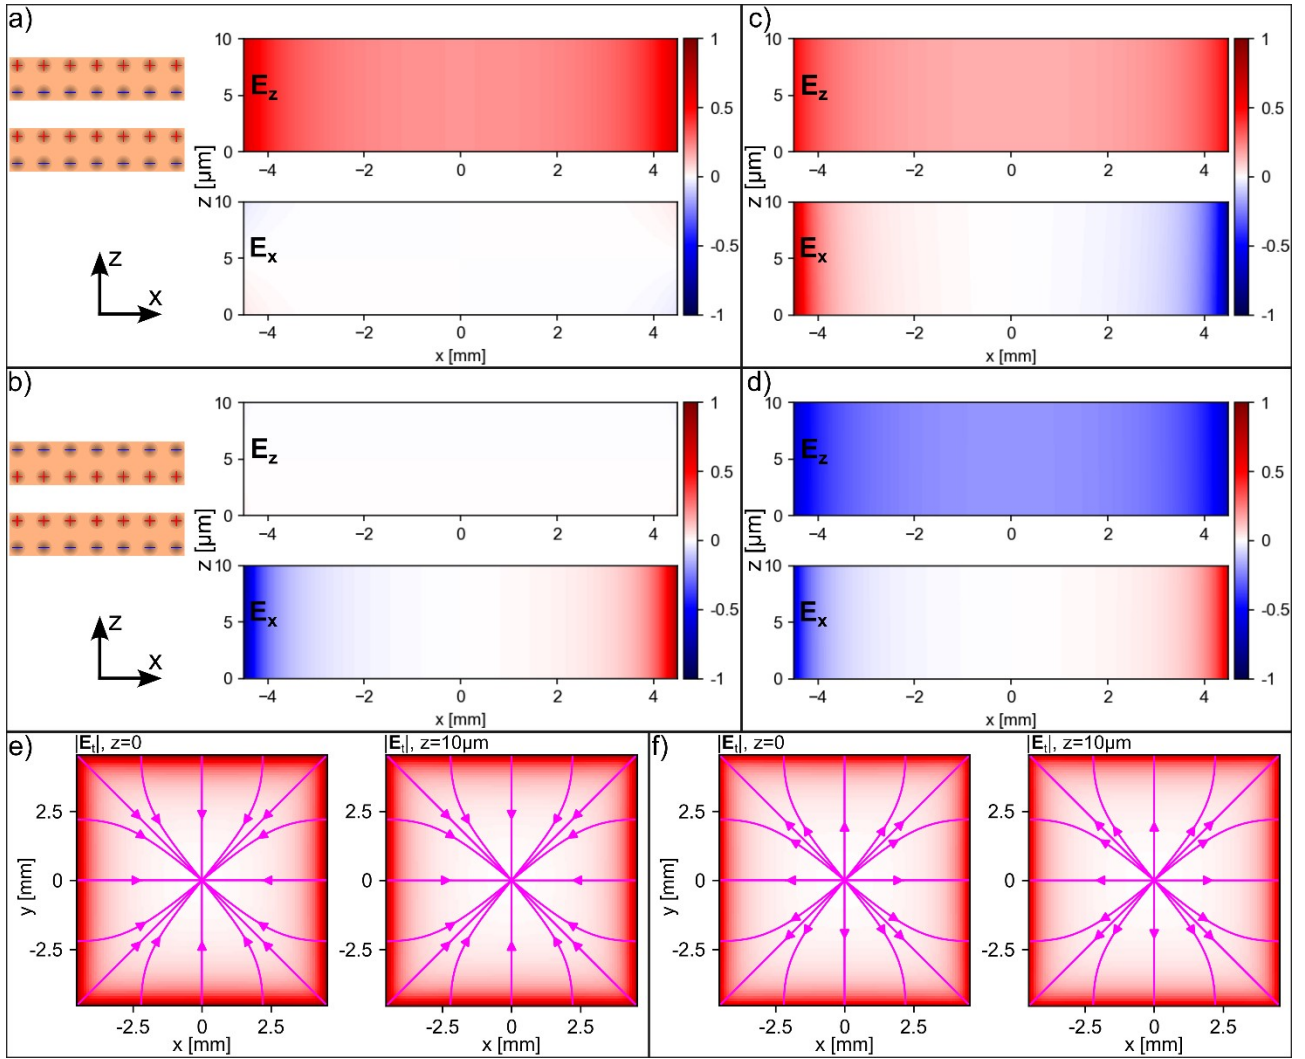 a)
+ + + + + + +
− − − − − − −
+ + + + + + +
− − − − − − −
z
x
10
5
0
E_z
−4 −2 0 2 4
1
0.5
0
-0.5
-1
z [μm]
10
5
0
E_x
−4 −2 0 2 4
x [mm]
c)
10
5
0
E_z
−4 −2 0 2 4
1
0.5
0
-0.5
-1
z [μm]
10
5
0
E_x
−4 −2 0 2 4
x [mm]
b)
− − − − − − −
+ + + + + + +
+ + + + + + +
− − − − − − −
z
x
10
5
0
E_z
−4 −2 0 2 4
1
0.5
0
-0.5
-1
z [μm]
10
5
0
E_x
−4 −2 0 2 4
x [mm]
d)
10
5
0
E_z
−4 −2 0 2 4
1
0.5
0
-0.5
-1
z [μm]
10
5
0
E_x
−4 −2 0 2 4
x [mm]
e)
|E_t|, z=0
|E_t|, z=10μm
y [mm]
2.5
0
-2.5
-2.5 0 2.5
x [mm]
2.5
0
-2.5
-2.5 0 2.5
x [mm]
f)
|E_t|, z=0
|E_t|, z=10μm
y [mm]
2.5
0
-2.5
-2.5 0 2.5
x [mm]
2.5
0
-2.5
-2.5 0 2.5
x [mm]